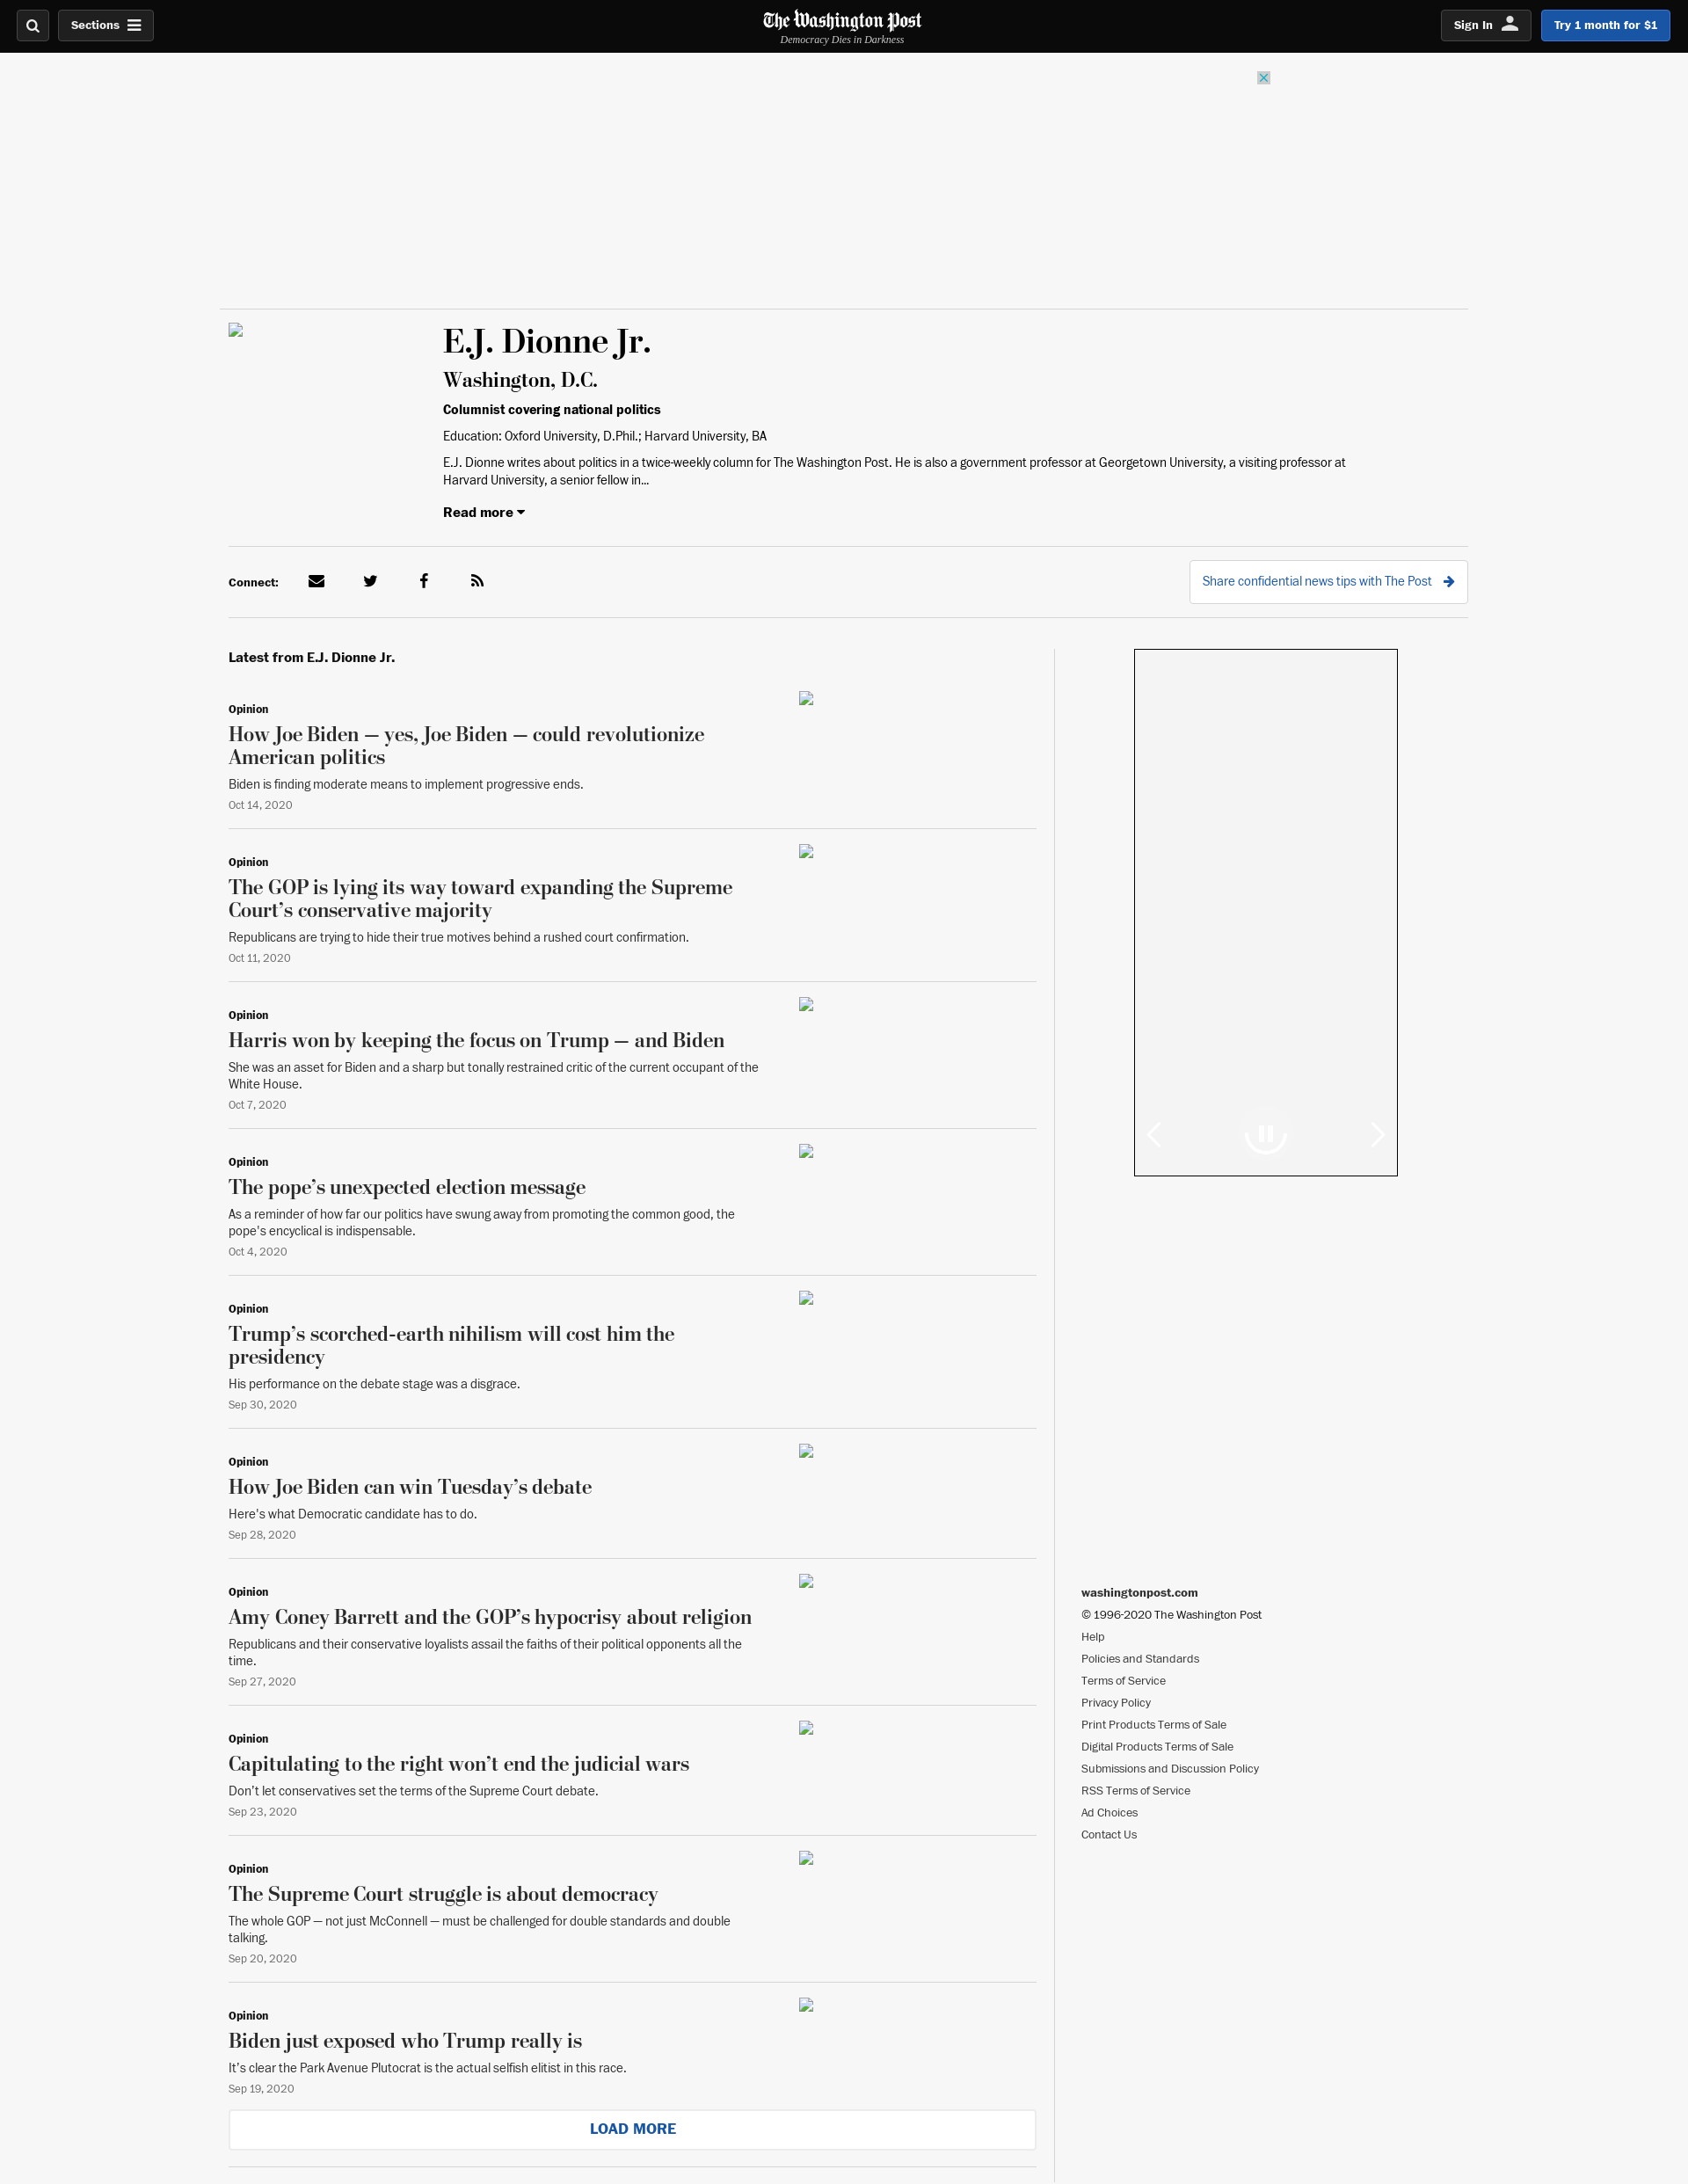 Sections
The Washington Post
Democracy Dies in Darkness
Sign In
Try 1 month for $1
E.J. Dionne Jr.
Washington, D.C.
Columnist covering national politics
Education: Oxford University, D.Phil.; Harvard University, BA
E.J. Dionne writes about politics in a twice-weekly column for The Washington Post. He is also a government professor at Georgetown University, a visiting professor at
Harvard University, a senior fellow in...
Read more
Connect:
Share confidential news tips with The Post
Latest from E.J. Dionne Jr.
Opinion
How Joe Biden — yes, Joe Biden — could revolutionize
American politics
Biden is finding moderate means to implement progressive ends.
Oct 14, 2020
Opinion
The GOP is lying its way toward expanding the Supreme
Court’s conservative majority
Republicans are trying to hide their true motives behind a rushed court confirmation.
Oct 11, 2020
Opinion
Harris won by keeping the focus on Trump — and Biden
She was an asset for Biden and a sharp but tonally restrained critic of the current occupant of the
White House.
Oct 7, 2020
Opinion
The pope’s unexpected election message
As a reminder of how far our politics have swung away from promoting the common good, the
pope's encyclical is indispensable.
Oct 4, 2020
Opinion
Trump’s scorched-earth nihilism will cost him the
presidency
His performance on the debate stage was a disgrace.
Sep 30, 2020
Opinion
How Joe Biden can win Tuesday’s debate
Here's what Democratic candidate has to do.
Sep 28, 2020
Opinion
Amy Coney Barrett and the GOP’s hypocrisy about religion
Republicans and their conservative loyalists assail the faiths of their political opponents all the
time.
Sep 27, 2020
Opinion
Capitulating to the right won’t end the judicial wars
Don’t let conservatives set the terms of the Supreme Court debate.
Sep 23, 2020
Opinion
The Supreme Court struggle is about democracy
The whole GOP — not just McConnell — must be challenged for double standards and double
talking.
Sep 20, 2020
Opinion
Biden just exposed who Trump really is
It’s clear the Park Avenue Plutocrat is the actual selfish elitist in this race.
Sep 19, 2020
LOAD MORE
washingtonpost.com
© 1996-2020 The Washington Post
Help
Policies and Standards
Terms of Service
Privacy Policy
Print Products Terms of Sale
Digital Products Terms of Sale
Submissions and Discussion Policy
RSS Terms of Service
Ad Choices
Contact Us